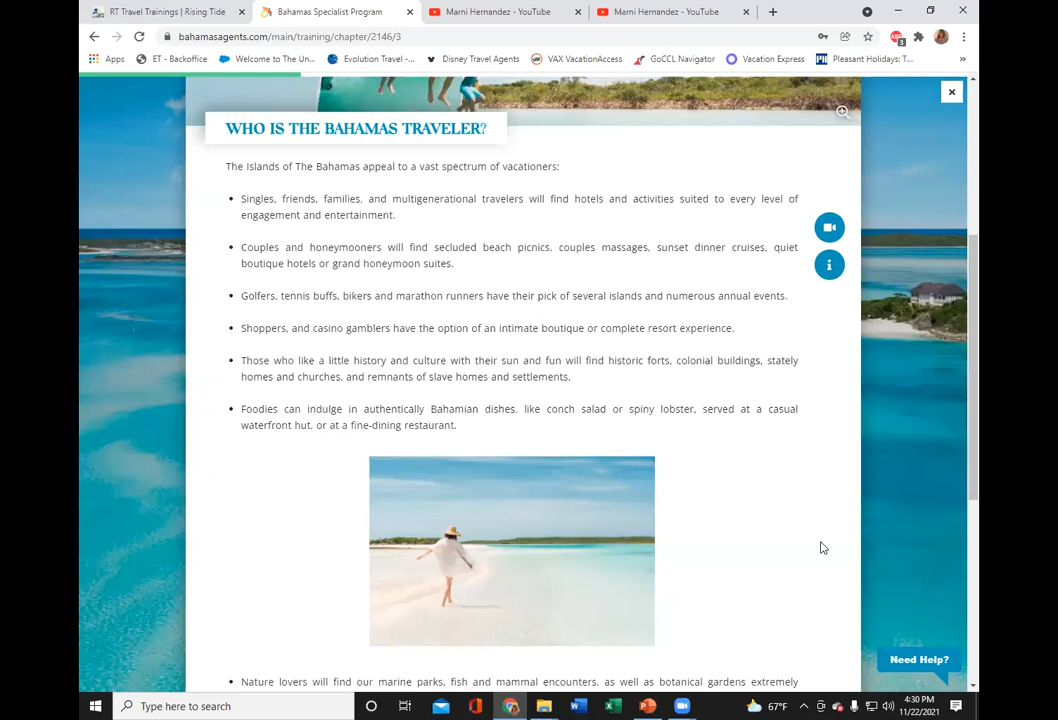 RT Travel Trainings | Rising Tide
Bahamas Specialist Program
Marni Hernandez - YouTube
Marni Hernandez - YouTube
bahamasagents.com/main/training/chapter/2146/3
3
Apps
ET - Backoffice
Welcome to The Un...
Evolution Travel -...
Disney Travel Agents
VAX VacationAccess
GoCCL Navigator
Vacation Express
PH
Pleasant Holidays: T...
WHO IS THE BAHAMAS TRAVELER?
The Islands of The Bahamas appeal to a vast spectrum of vacationers:
Singles, friends, families, and multigenerational travelers will find hotels and activities suited to every level of
engagement and entertainment.
Couples and honeymooners will find secluded beach picnics, couples massages, sunset dinner cruises, quiet
boutique hotels or grand honeymoon suites.
Golfers, tennis buffs, bikers and marathon runners have their pick of several islands and numerous annual events.
Shoppers, and casino gamblers have the option of an intimate boutique or complete resort experience.
Those who like a little history and culture with their sun and fun will find historic forts, colonial buildings, stately
homes and churches, and remnants of slave homes and settlements.
Foodies can indulge in authentically Bahamian dishes, like conch salad or spiny lobster, served at a casual
waterfront hut, or at a fine-dining restaurant.
Nature lovers will find our marine parks, fish and mammal encounters, as well as botanical gardens extremely
Need Help?
Type here to search
67°F
4:30 PM
11/22/2021